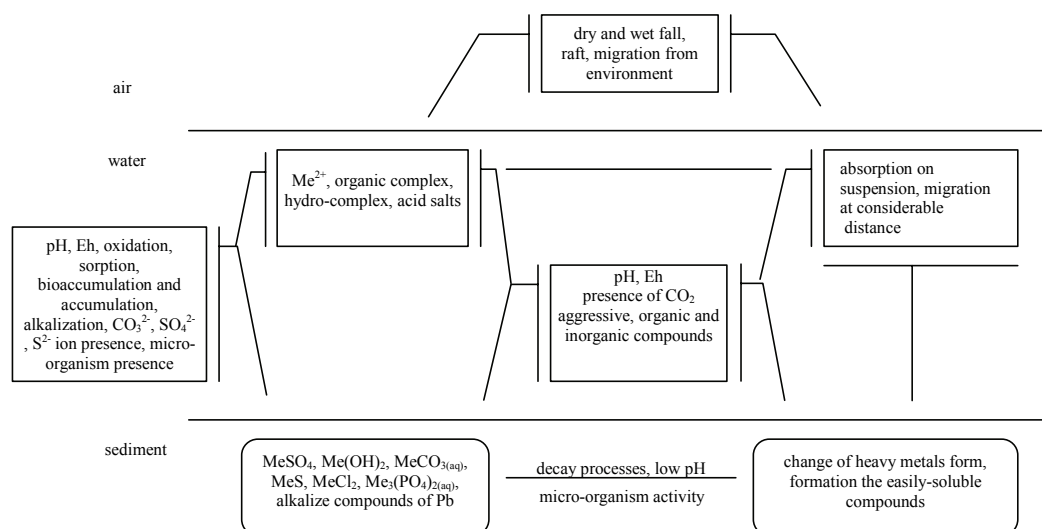 dry and wet fall,
raft, migration from
environment
air
water
Me²⁺, organic complex,
hydro-complex, acid salts
absorption on
suspension, migration
at considerable
distance
pH, Eh, oxidation,
sorption,
bioaccumulation and
accumulation,
alkalization, CO₃²⁻, SO₄²⁻
, S²⁻ ion presence, micro-
organism presence
pH, Eh
presence of CO₂
aggressive, organic and
inorganic compounds
sediment
MeSO₄, Me(OH)₂, MeCO₃₍aq₎,
MeS, MeCl₂, Me₃(PO₄)₂₍aq₎,
alkalize compounds of Pb
decay processes, low pH
micro-organism activity
change of heavy metals form,
formation the easily-soluble
compounds